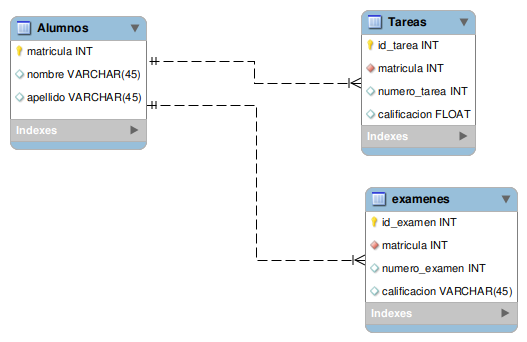 Alumnos
matricula INT
nombre VARCHAR(45)
apellido VARCHAR(45)
Indexes
Tareas
id_tarea INT
matricula INT
numero_tarea INT
calificacion FLOAT
Indexes
examenes
id_examen INT
matricula INT
numero_examen INT
calificacion VARCHAR(45)
Indexes